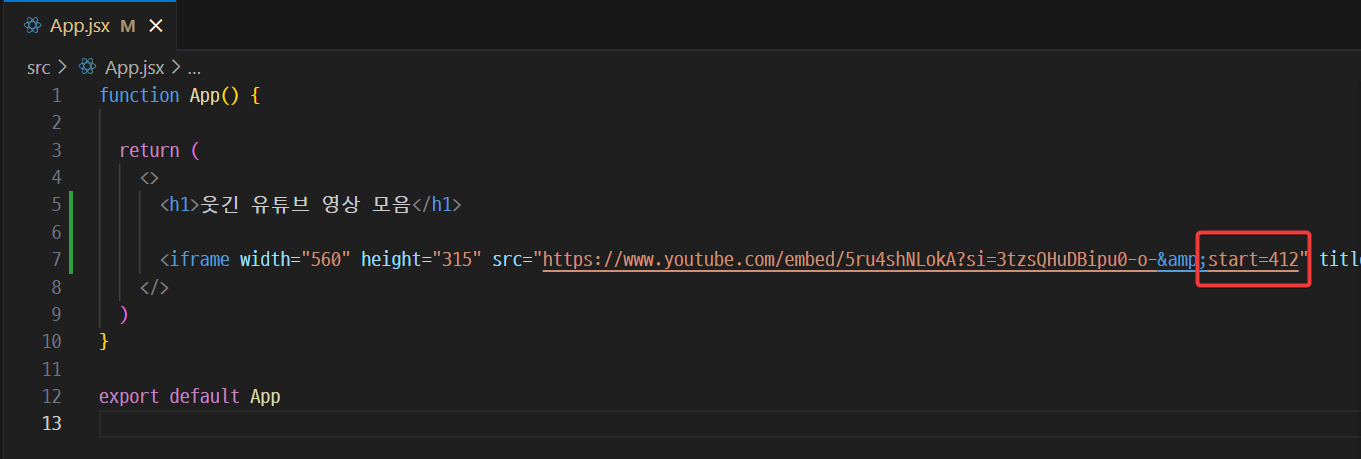 App.jsx M ×
src > App.jsx > ...
1 function App() {
2
3 return (
4 <>
5 <h1>웃긴 유튜브 영상 모음</h1>
6
7 <iframe width="560" height="315" src="https://www.youtube.com/embed/5ru4shNLokA?si=3tzsQHuDBipu0-o-&amp;start=412" title
8 </>
9 )
10 }
11
12 export default App
13